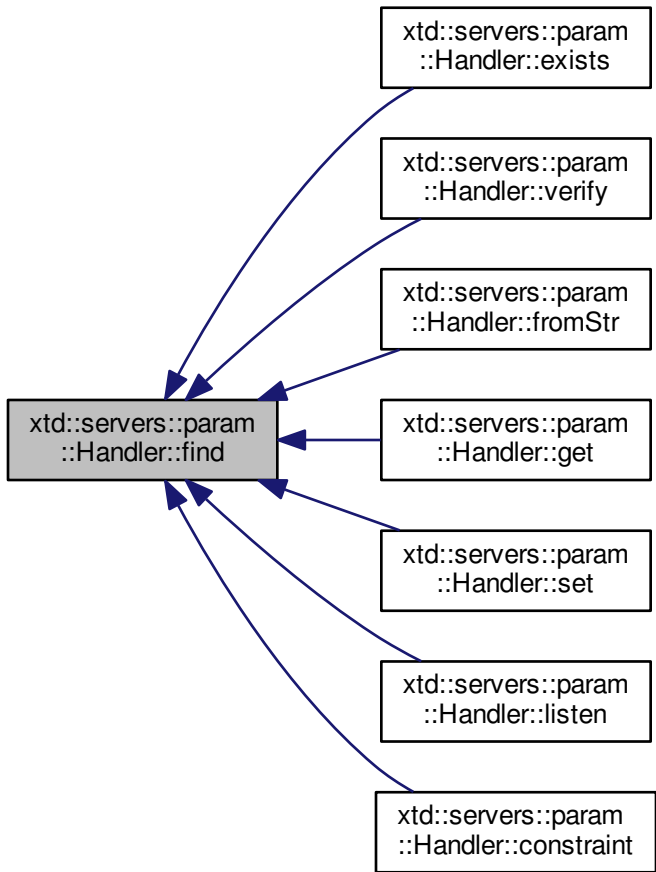 xtd::servers::param
::Handler::exists
xtd::servers::param
::Handler::verify
xtd::servers::param
::Handler::fromStr
xtd::servers::param
::Handler::find
xtd::servers::param
::Handler::get
xtd::servers::param
::Handler::set
xtd::servers::param
::Handler::listen
xtd::servers::param
::Handler::constraint